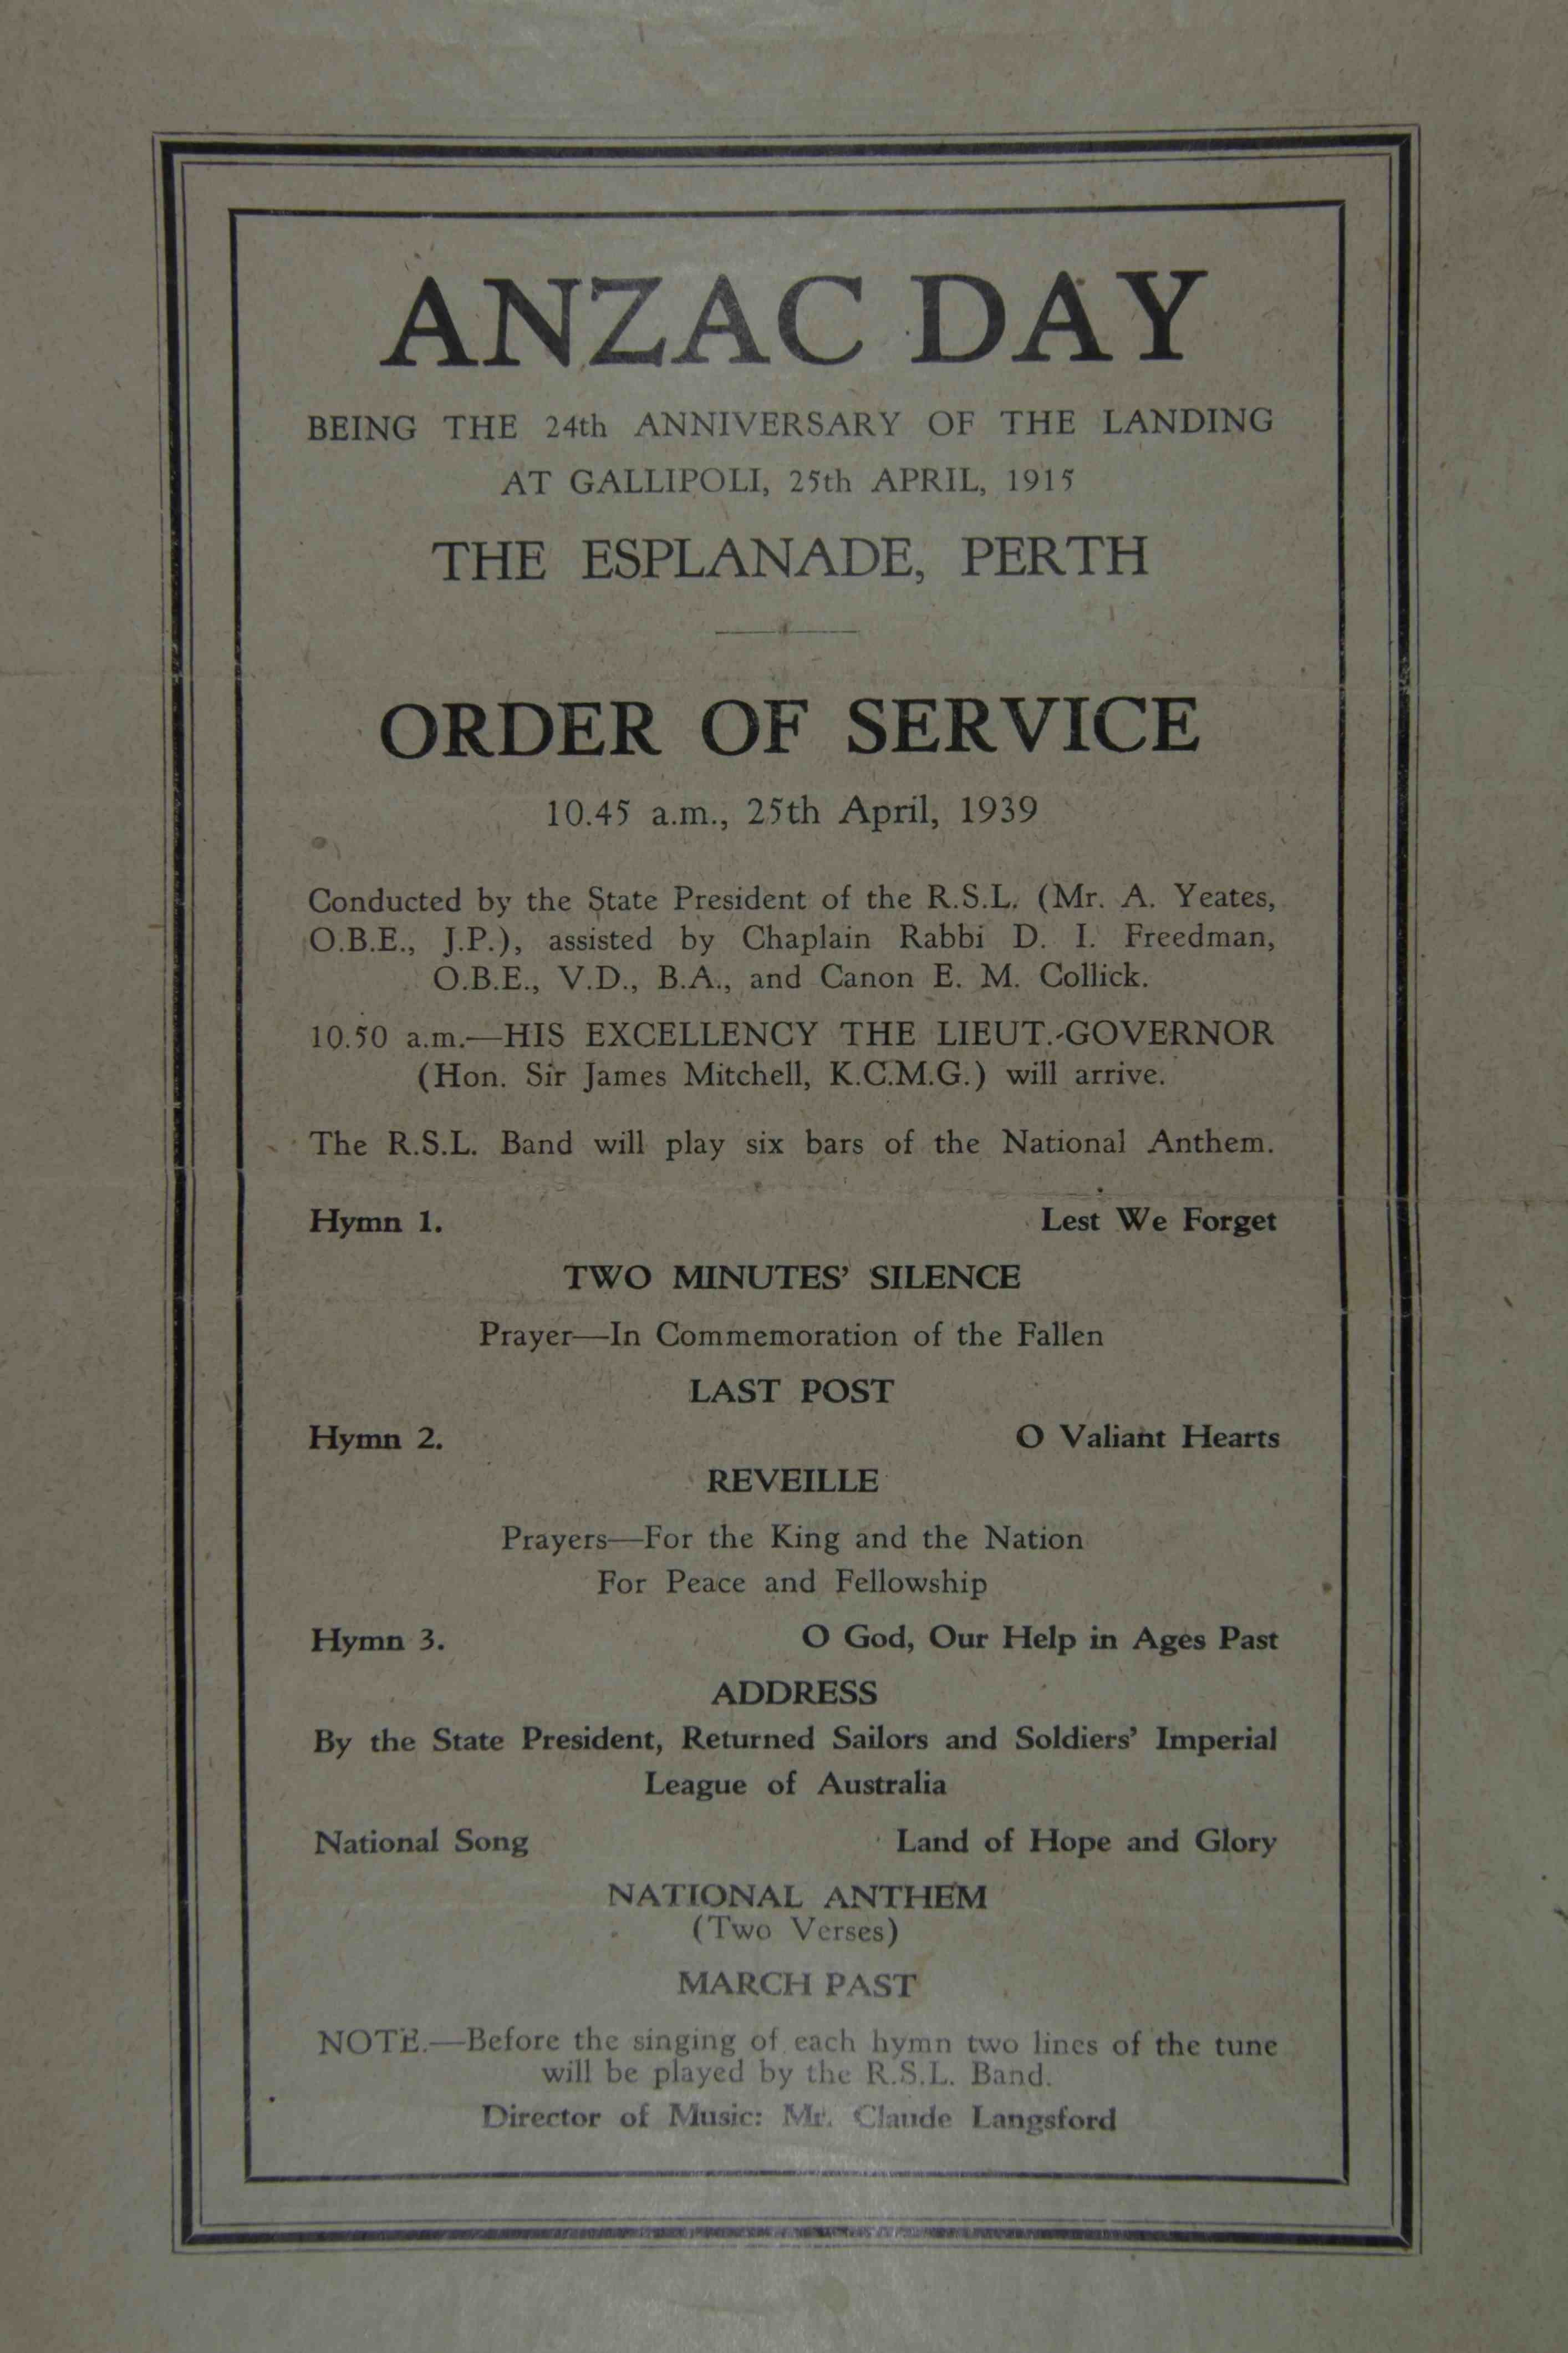 ANZAC DAY
BEING THE 24th ANNIVERSARY OF THE LANDING
AT GALLIPOLI, 25th APRIL, 1915
THE ESPLANADE, PERTH
ORDER OF SERVICE
10.45 a.m., 25th April, 1939
Conducted by the State President of the R.S.L. (Mr. A. Yeates,
O.B.E., J.P.), assisted by Chaplain Rabbi D. I. Freedman,
O.B.E., V.D., B.A., and Canon E. M. Collick.
10.50 a.m.—HIS EXCELLENCY THE LIEUT.-GOVERNOR
(Hon. Sir James Mitchell, K.C.M.G.) will arrive.
The R.S.L. Band will play six bars of the National Anthem.
Hymn 1. Lest We Forget
TWO MINUTES' SILENCE
Prayer—In Commemoration of the Fallen
LAST POST
Hymn 2. O Valiant Hearts
REVEILLE
Prayers—For the King and the Nation
For Peace and Fellowship
Hymn 3. O God, Our Help in Ages Past
ADDRESS
By the State President, Returned Sailors and Soldiers' Imperial
League of Australia
National Song Land of Hope and Glory
NATIONAL ANTHEM
(Two Verses)
MARCH PAST
NOTE.—Before the singing of each hymn two lines of the tune
will be played by the R.S.L. Band.
Director of Music: Mr. Claude Langsford